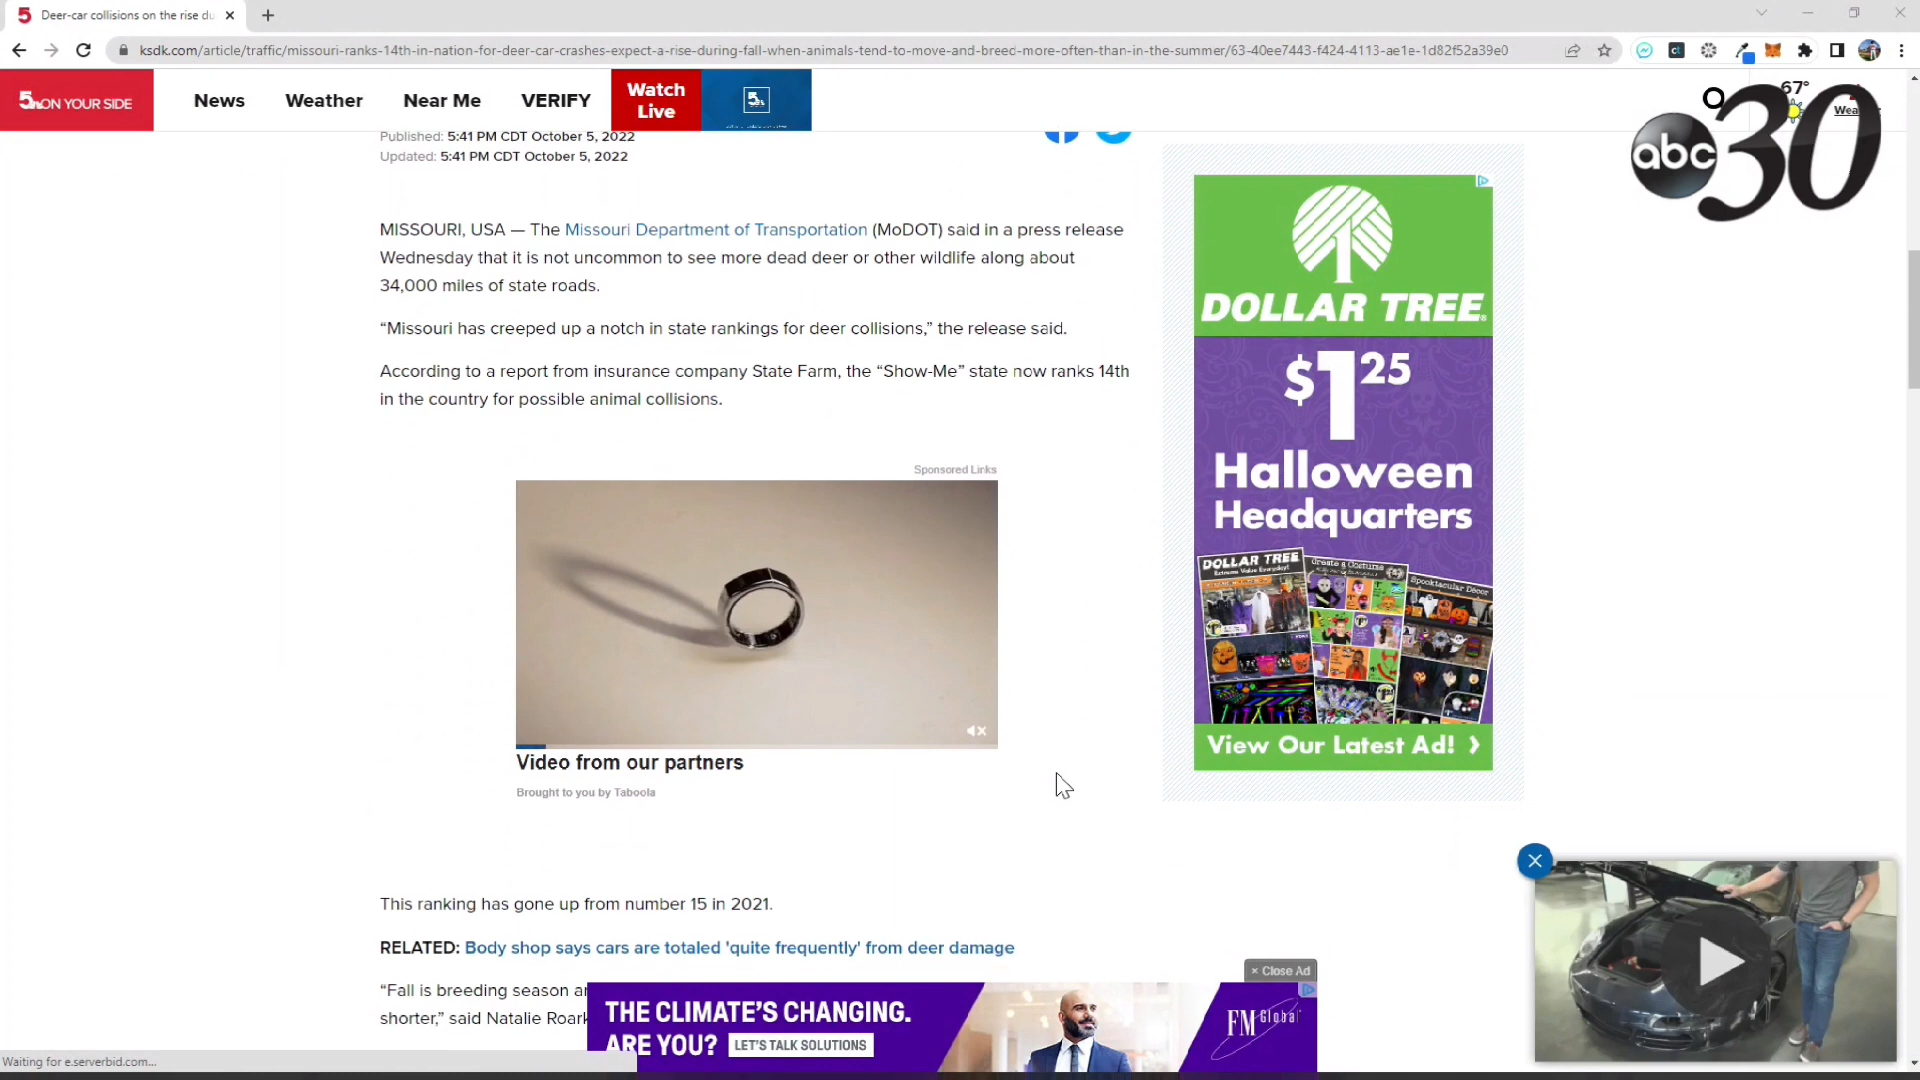 Deer-car collisions on the rise du
ksdk.com/article/traffic/missouri-ranks-14th-in-nation-for-deer-car-crashes-expect-a-rise-during-fall-when-animals-tend-to-move-and-breed-more-often-than-in-the-summer/63-40ee7443-f424-4113-ae1e-1d82f52a39e0
5 ON YOUR SIDE
News
Weather
Near Me
VERIFY
Watch
Live
67°
abc 30
Published: 5:41 PM CDT October 5, 2022
Updated: 5:41 PM CDT October 5, 2022
MISSOURI, USA — The Missouri Department of Transportation (MoDOT) said in a press release
Wednesday that it is not uncommon to see more dead deer or other wildlife along about
34,000 miles of state roads.
“Missouri has creeped up a notch in state rankings for deer collisions,” the release said.
According to a report from insurance company State Farm, the “Show-Me” state now ranks 14th
in the country for possible animal collisions.
Sponsored Links
Video from our partners
Brought to you by Taboola
This ranking has gone up from number 15 in 2021.
RELATED: Body shop says cars are totaled 'quite frequently' from deer damage
“Fall is breeding season
shorter,” said Natalie Roark
DOLLAR TREE
$1 25
Halloween
Headquarters
DOLLAR TREE
Extreme Value Everyday!
Create a Costume
Spooktacular Décor
View Our Latest Ad! ❯
× Close Ad
THE CLIMATE'S CHANGING.
ARE YOU? LET'S TALK SOLUTIONS
FM Global
Waiting for e.serverbid.com...